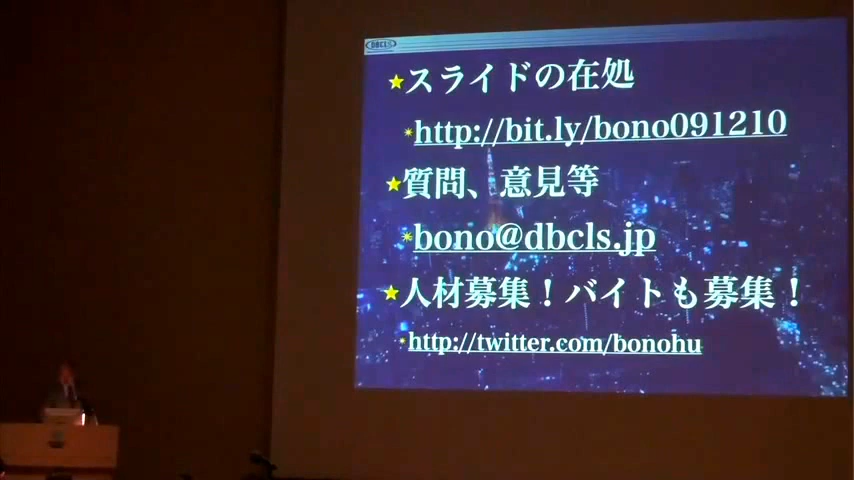 DBCLS
スライドの在処
http://bit.ly/bono091210
質問、意見等
bono@dbcls.jp
人材募集！バイトも募集！
http://twitter.com/bonohu